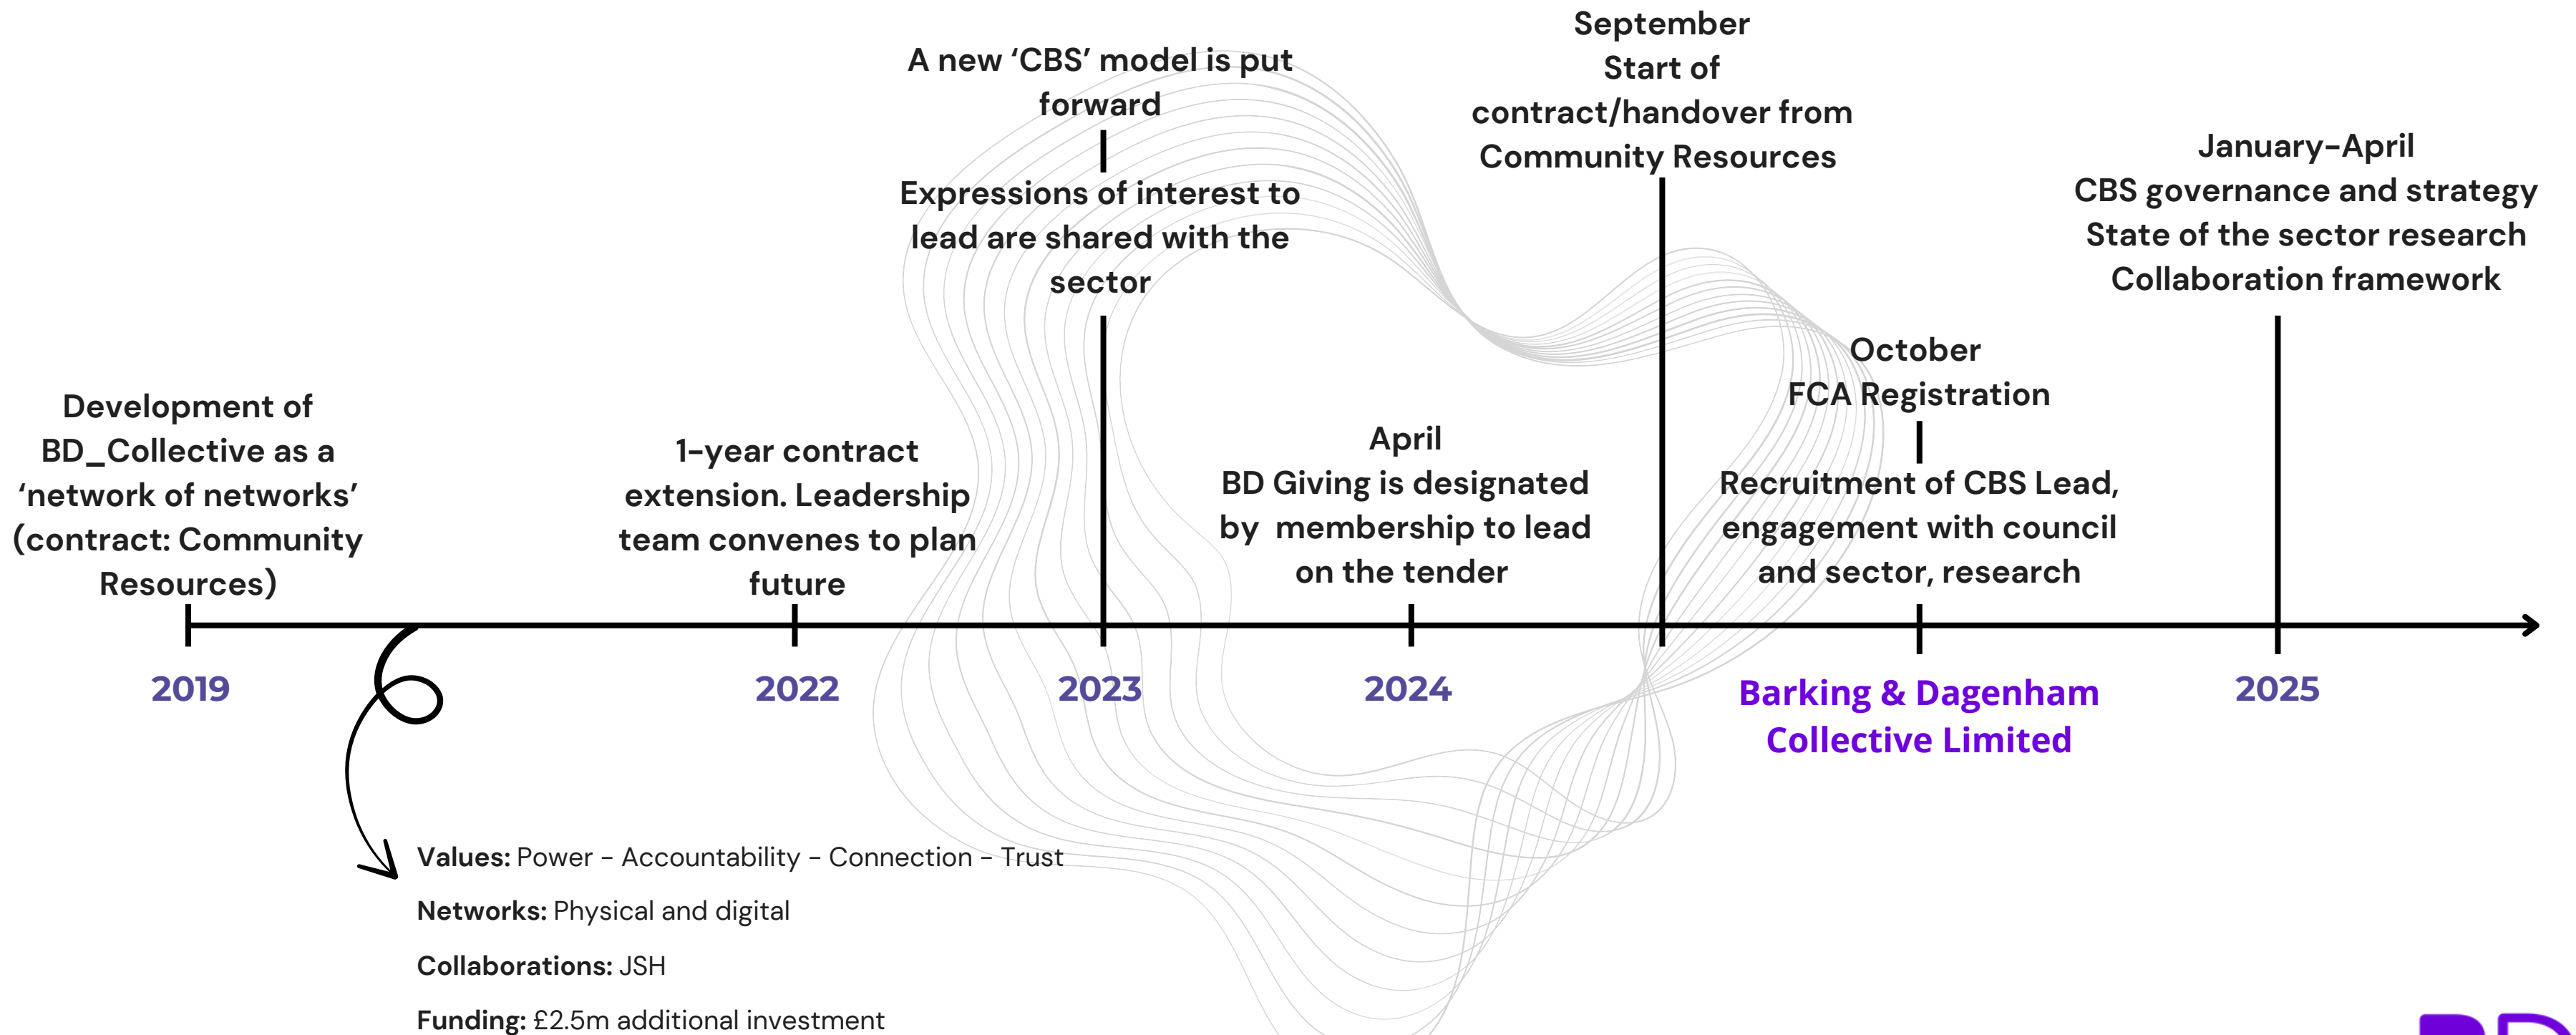 Development of
BD_Collective as a
‘network of networks’
(contract: Community
Resources)
2019
1-year contract
extension. Leadership
team convenes to plan
future
2022
A new ‘CBS’ model is put
forward
Expressions of interest to
lead are shared with the
sector
2023
April
BD Giving is designated
by membership to lead
on the tender
2024
September
Start of
contract/handover from
Community Resources
October
FCA Registration
Recruitment of CBS Lead,
engagement with council
and sector, research
Barking & Dagenham
Collective Limited
January-April
CBS governance and strategy
State of the sector research
Collaboration framework
2025
Values: Power - Accountability - Connection - Trust
Networks: Physical and digital
Collaborations: JSH
Funding: £2.5m additional investment